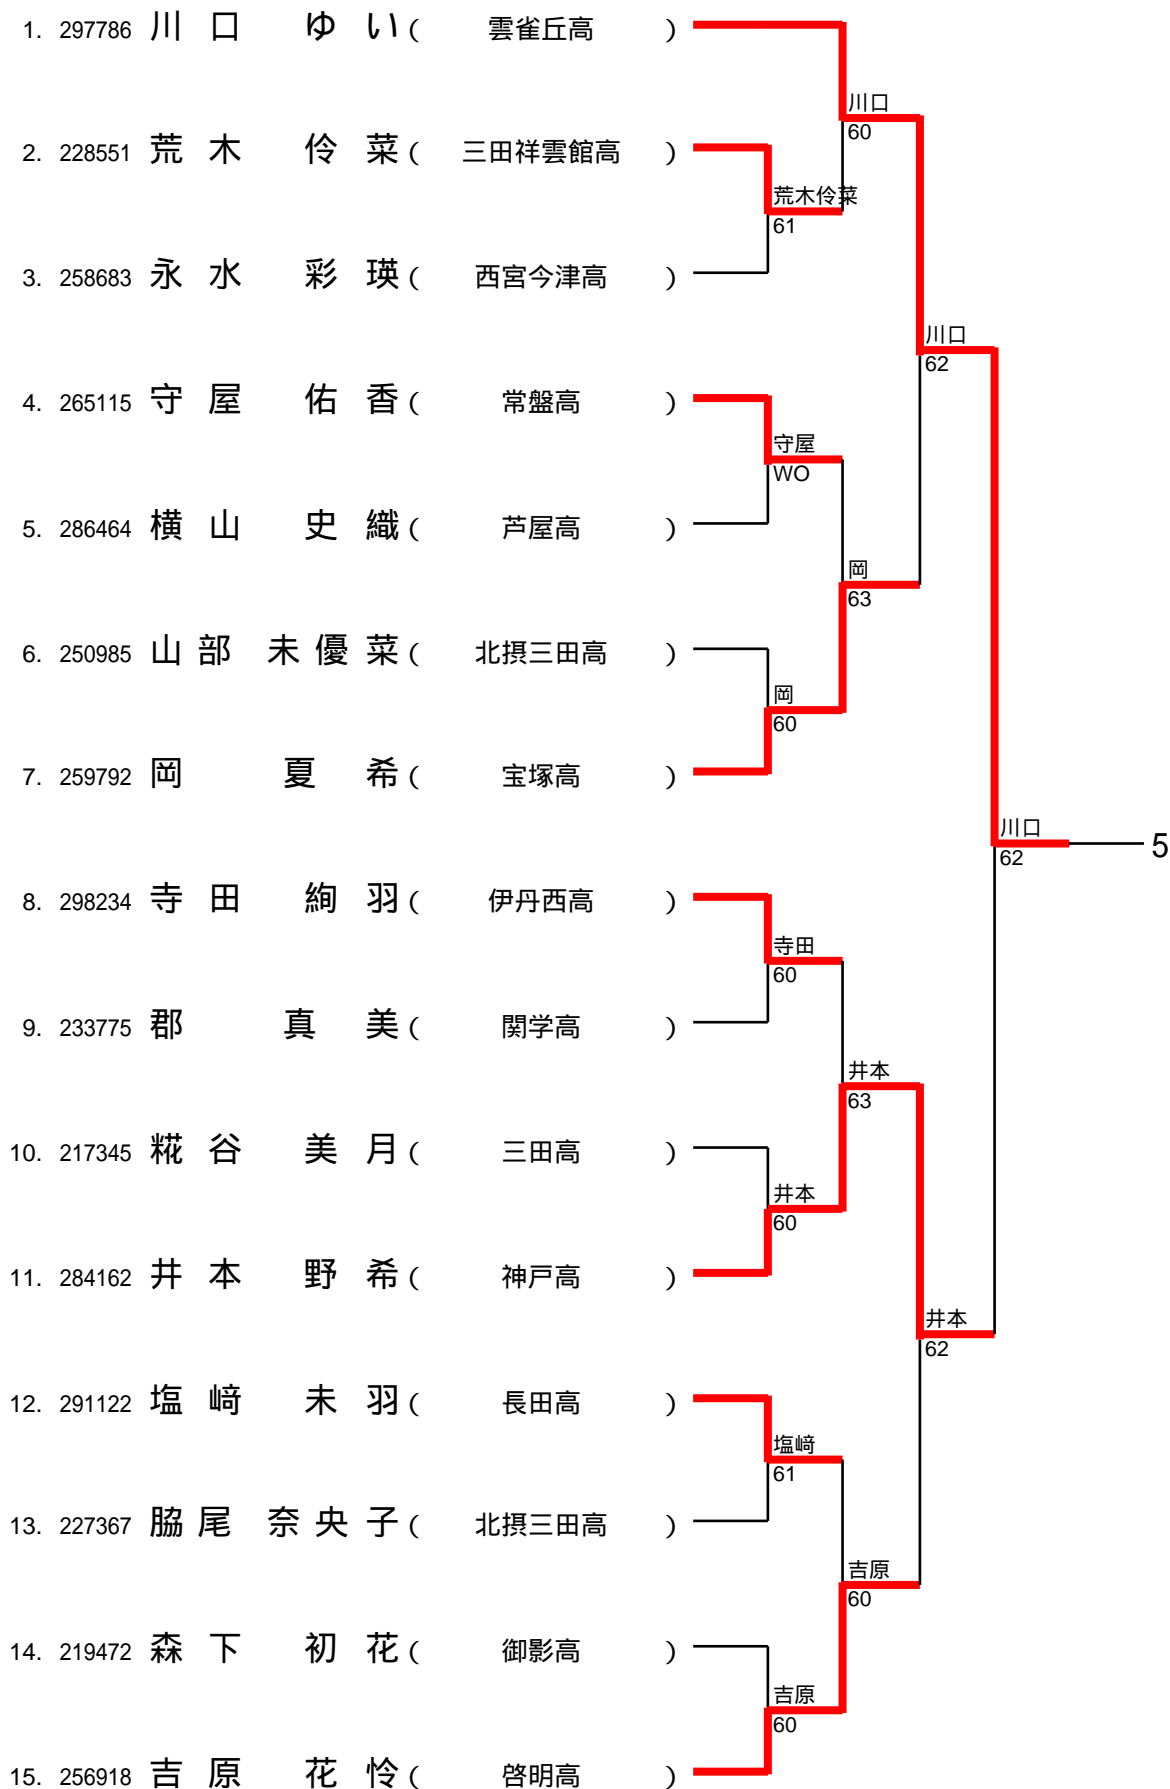 1. 297786 川口 ゆい ( 雲雀丘高 )
川口
60
2. 228551 荒木 伶菜 ( 三田祥雲館高 )
荒木伶菜
61
3. 258683 永水 彩瑛 ( 西宮今津高 )
川口
62
4. 265115 守屋 佑香 ( 常盤高 )
守屋
WO
5. 286464 横山 史織 ( 芦屋高 )
岡
63
6. 250985 山部 未優菜 ( 北摂三田高 )
岡
60
7. 259792 岡 夏希 ( 宝塚高 )
川口
62
5
8. 298234 寺田 絢羽 ( 伊丹西高 )
寺田
60
9. 233775 郡 真美 ( 関学高 )
井本
63
10. 217345 糀谷 美月 ( 三田高 )
井本
60
11. 284162 井本 野希 ( 神戸高 )
井本
62
12. 291122 塩﨑 未羽 ( 長田高 )
塩﨑
61
13. 227367 脇尾 奈央子 ( 北摂三田高 )
吉原
60
14. 219472 森下 初花 ( 御影高 )
吉原
60
15. 256918 吉原 花怜 ( 啓明高 )